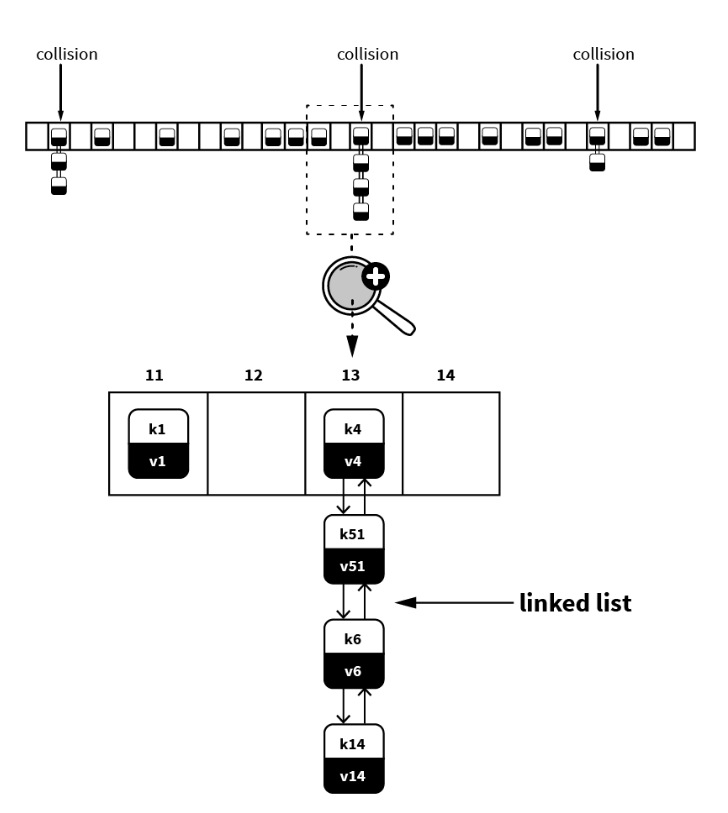 collision collision collision
11 12 13 14
k1 k4
v1 v4
k51
v51
linked list
k6
v6
k14
v14